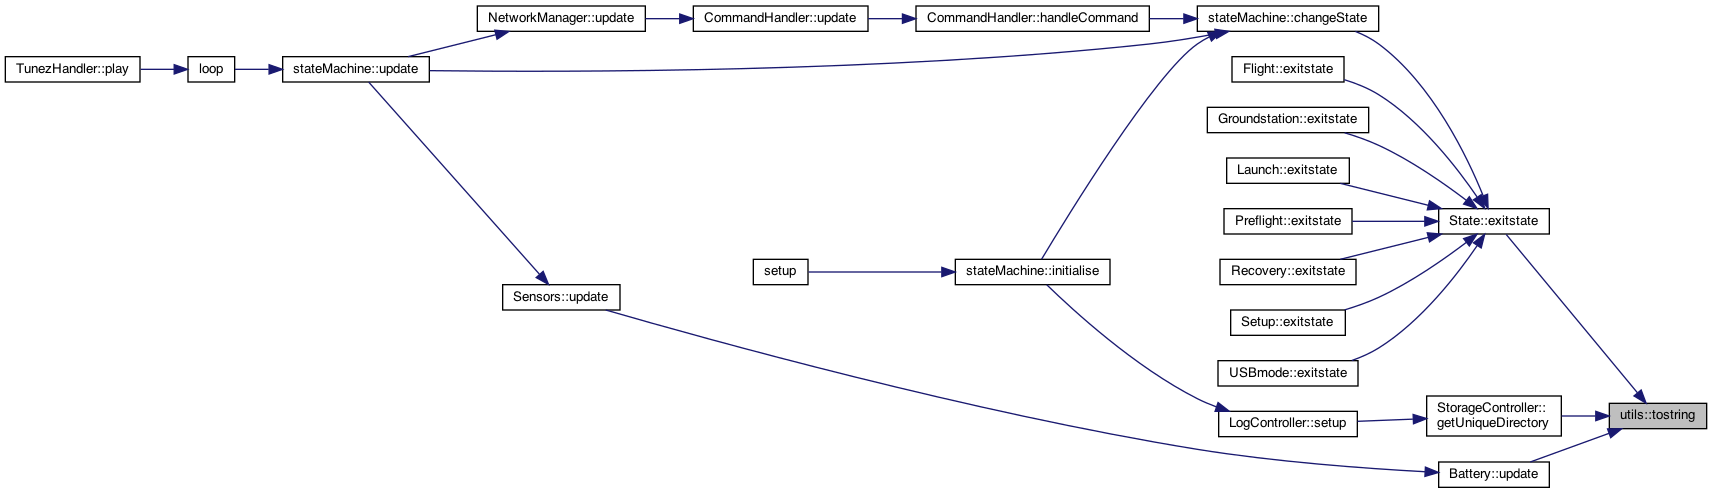 NetworkManager::update
CommandHandler::update
CommandHandler::handleCommand
stateMachine::changeState
TunezHandler::play
loop
stateMachine::update
Flight::exitstate
Groundstation::exitstate
Launch::exitstate
Preflight::exitstate
State::exitstate
setup
stateMachine::initialise
Recovery::exitstate
Sensors::update
Setup::exitstate
USBmode::exitstate
StorageController::
getUniqueDirectory
utils::tostring
LogController::setup
Battery::update